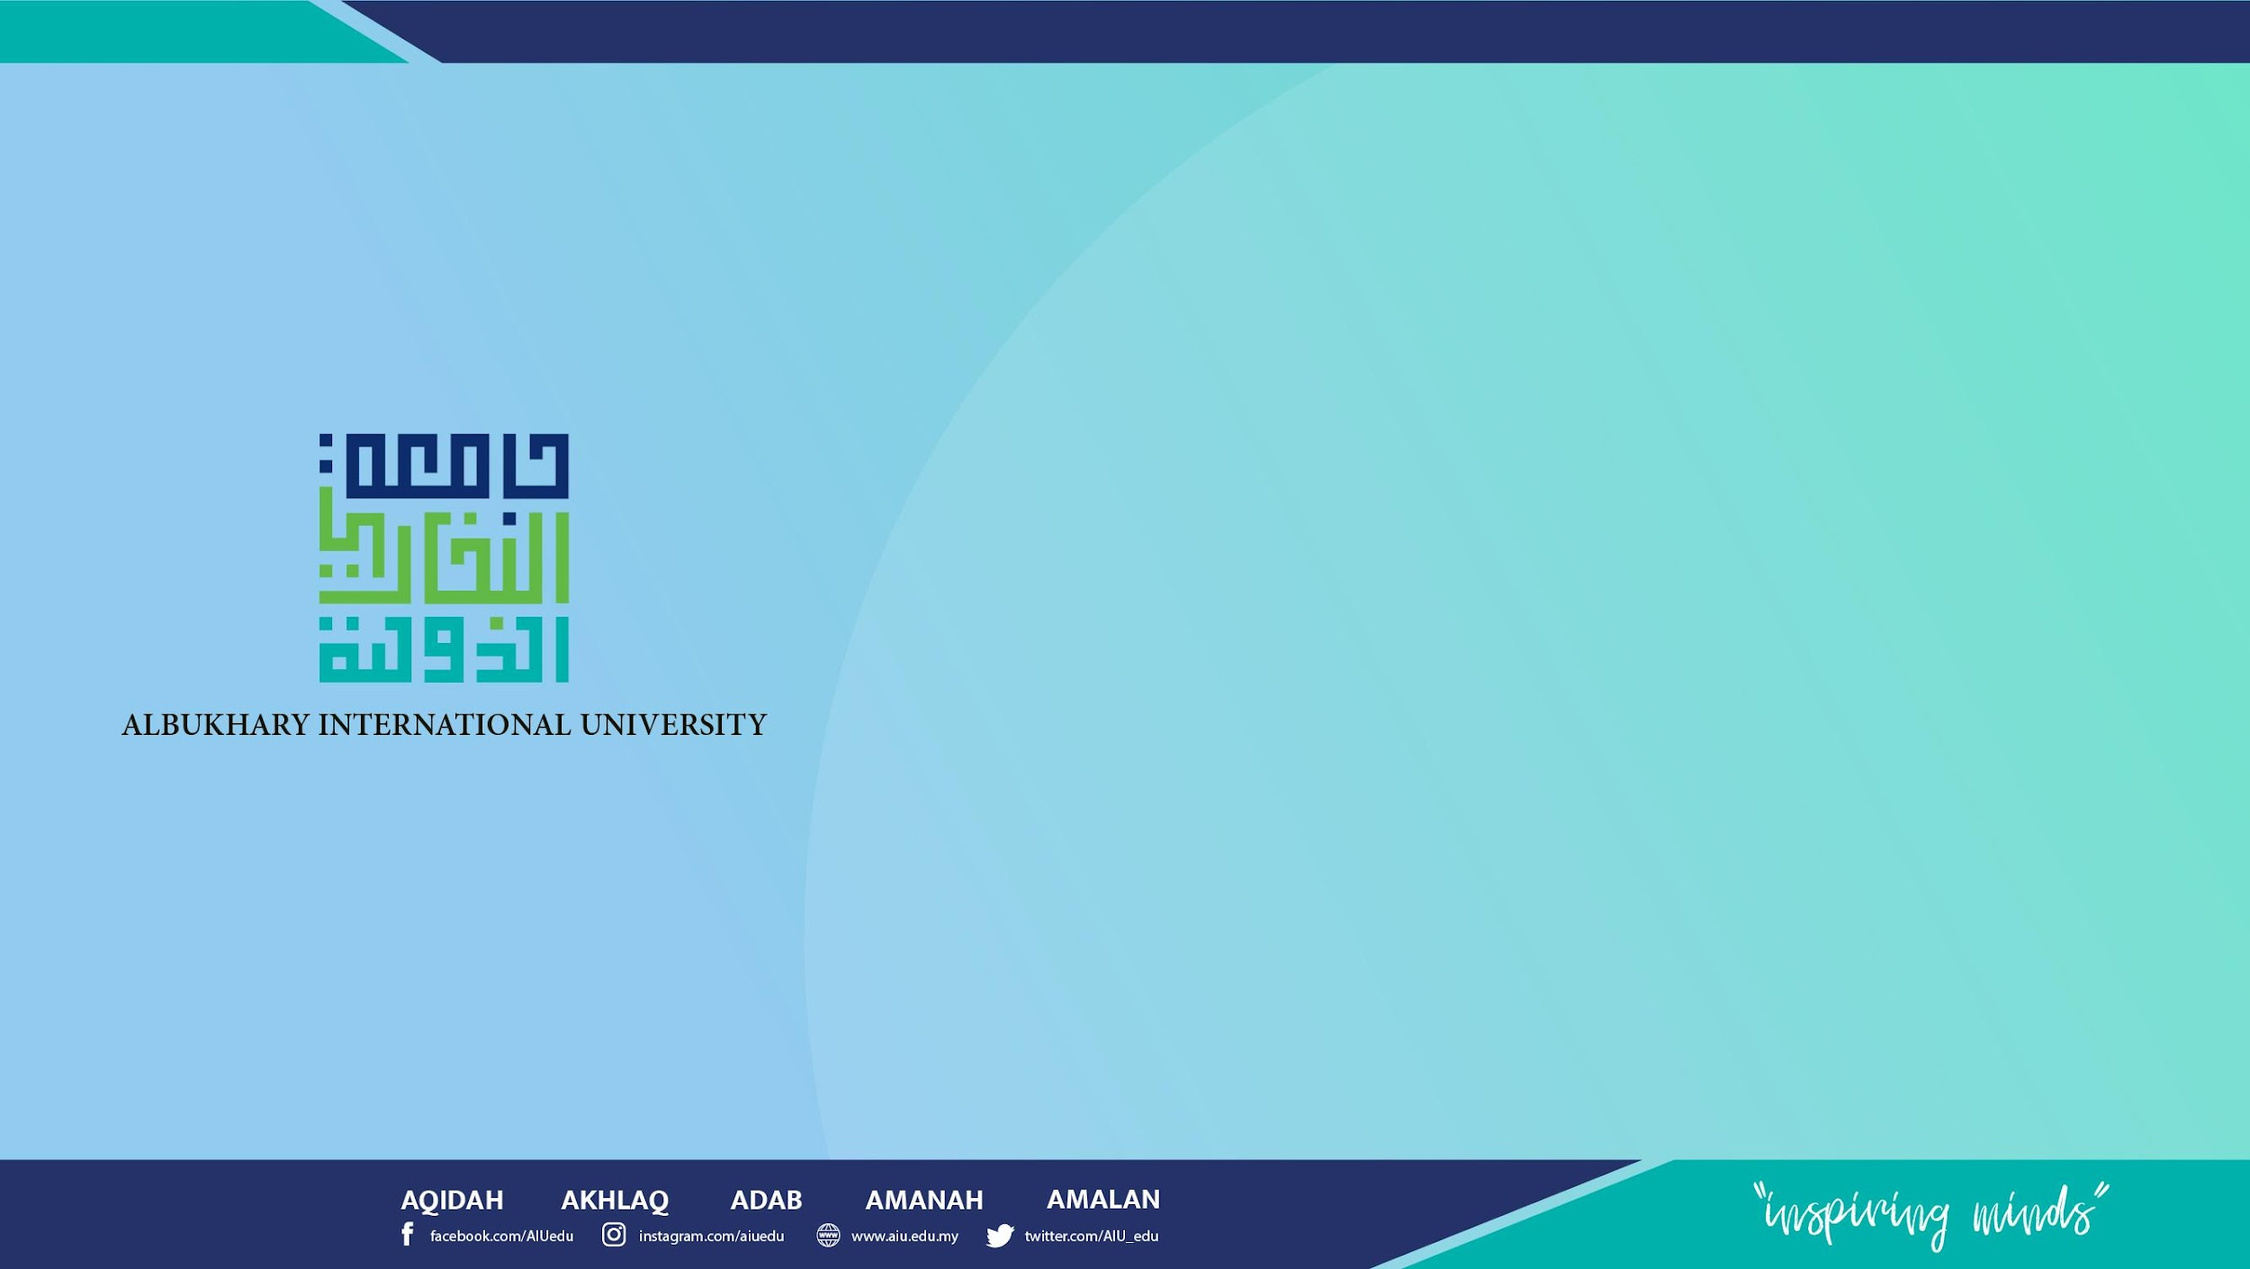 جامعة
البخاري
الدولية
ALBUKHARY INTERNATIONAL UNIVERSITY
AQIDAH AKHLAQ ADAB AMANAH AMALAN
facebook.com/AIUedu instagram.com/aiuedu www.aiu.edu.my twitter.com/AIU_edu
"inspiring minds"